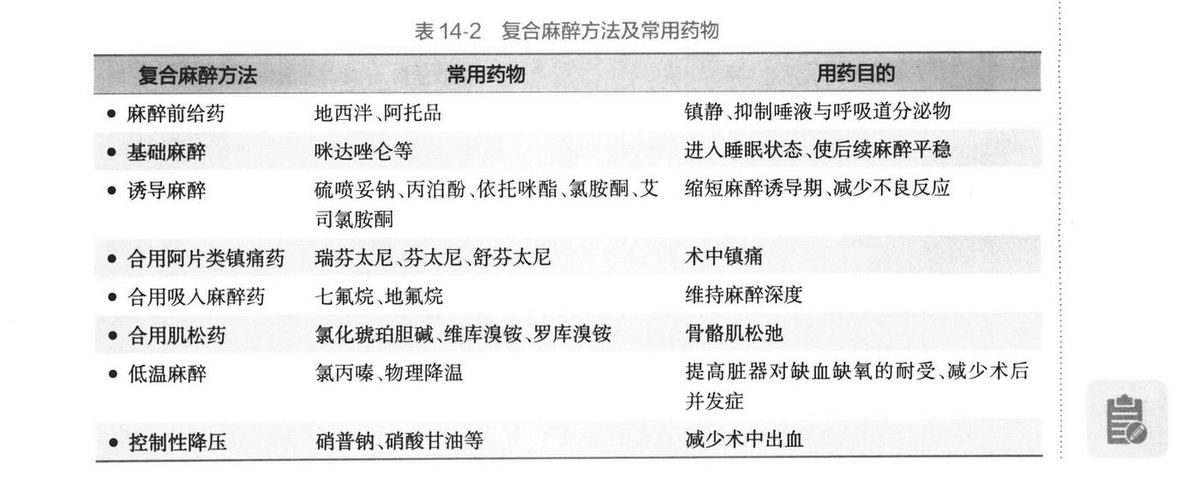 表 14-2 复合麻醉方法及常用药物
复合麻醉方法 常用药物 用药目的
● 麻醉前给药 地西泮、阿托品 镇静、抑制唾液与呼吸道分泌物
● 基础麻醉 咪达唑仑等 进入睡眠状态、使后续麻醉平稳
● 诱导麻醉 硫喷妥钠、丙泊酚、依托咪酯、氯胺酮、艾 缩短麻醉诱导期、减少不良反应
司氯胺酮
● 合用阿片类镇痛药 瑞芬太尼、芬太尼、舒芬太尼 术中镇痛
● 合用吸入麻醉药 七氟烷、地氟烷 维持麻醉深度
● 合用肌松药 氯化琥珀胆碱、维库溴铵、罗库溴铵 骨骼肌松弛
● 低温麻醉 氯丙嗪、物理降温 提高脏器对缺血缺氧的耐受、减少术后
并发症
● 控制性降压 硝普钠、硝酸甘油等 减少术中出血